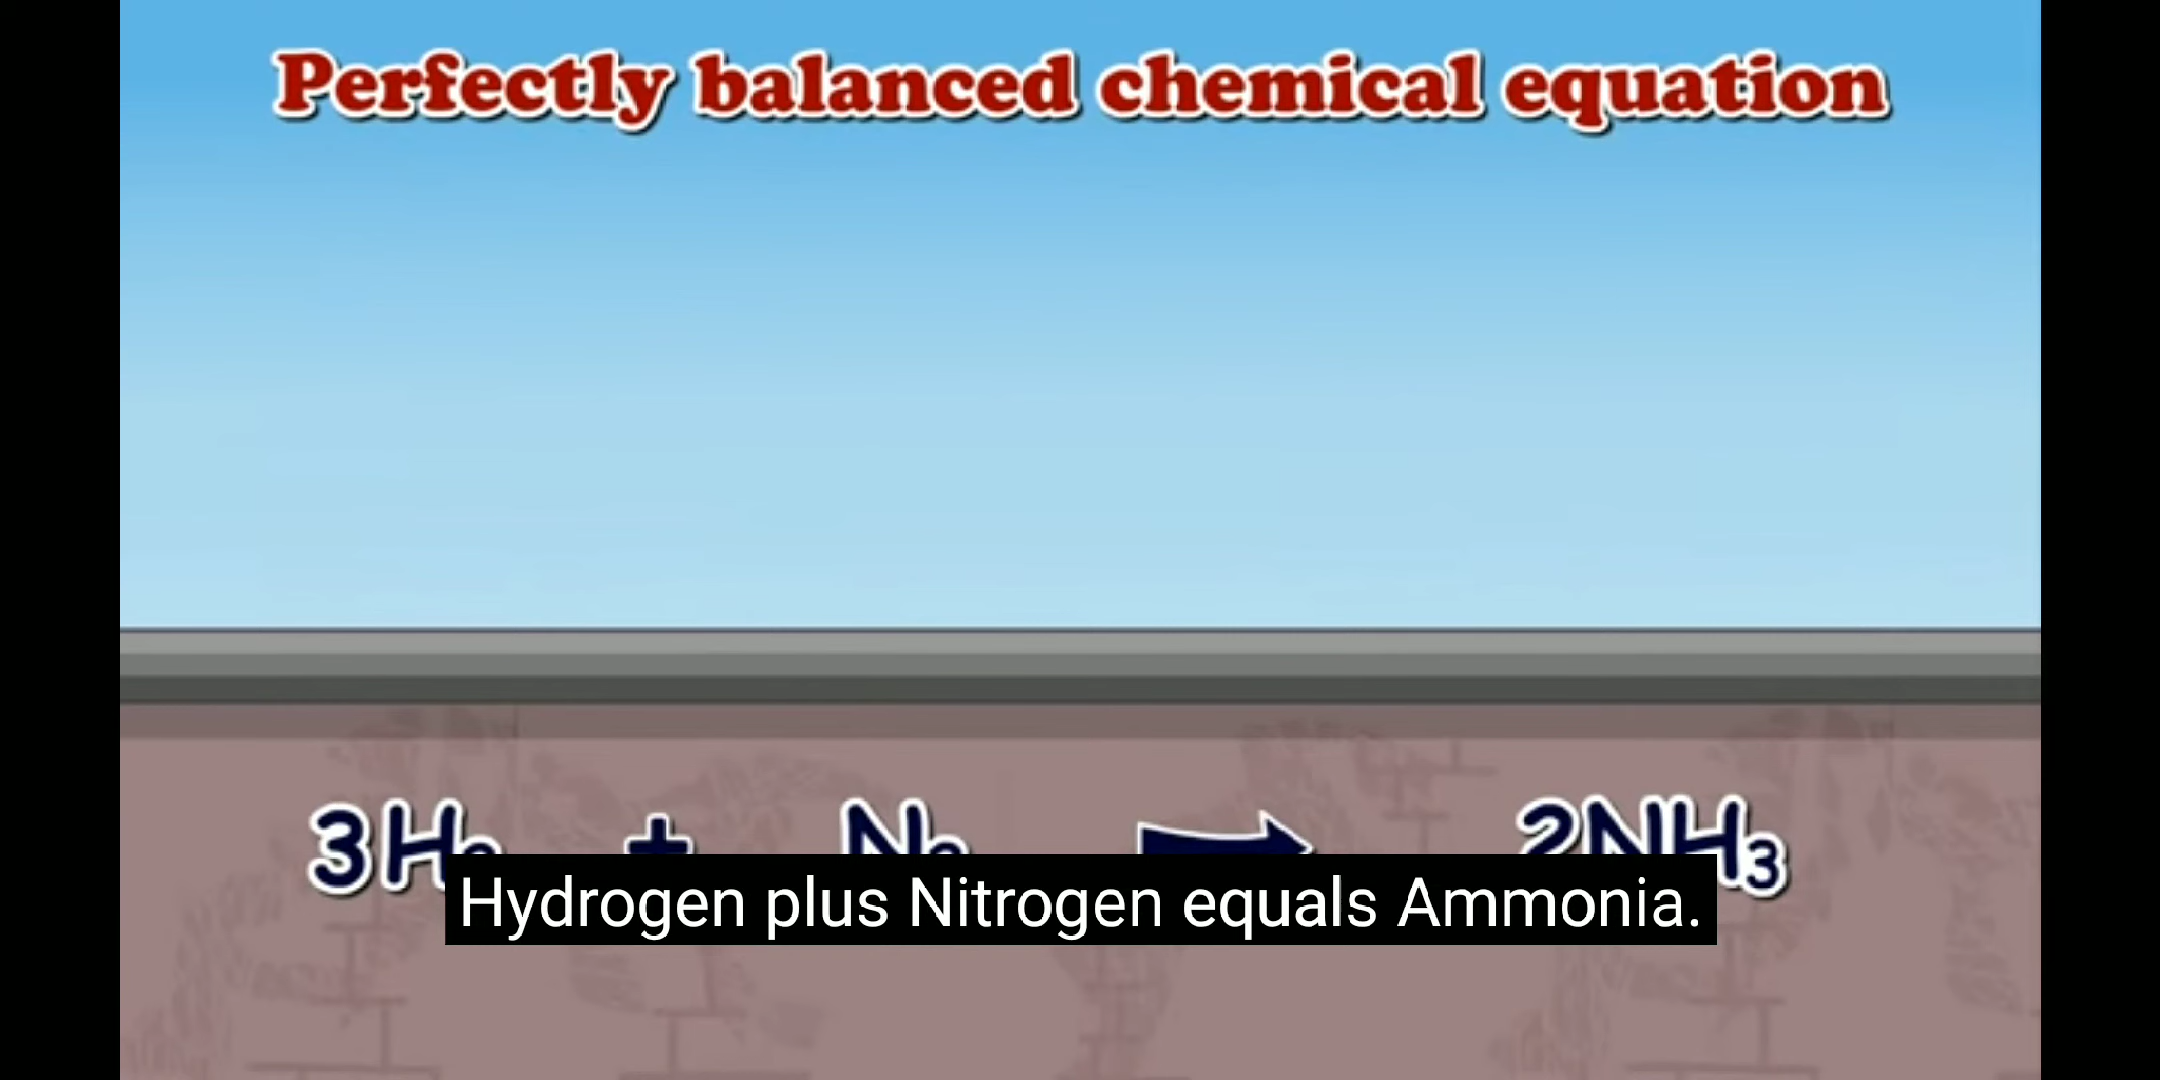 Perfectly balanced chemical equation
3H₂ + N₂ → 2NH₃
Hydrogen plus Nitrogen equals Ammonia.